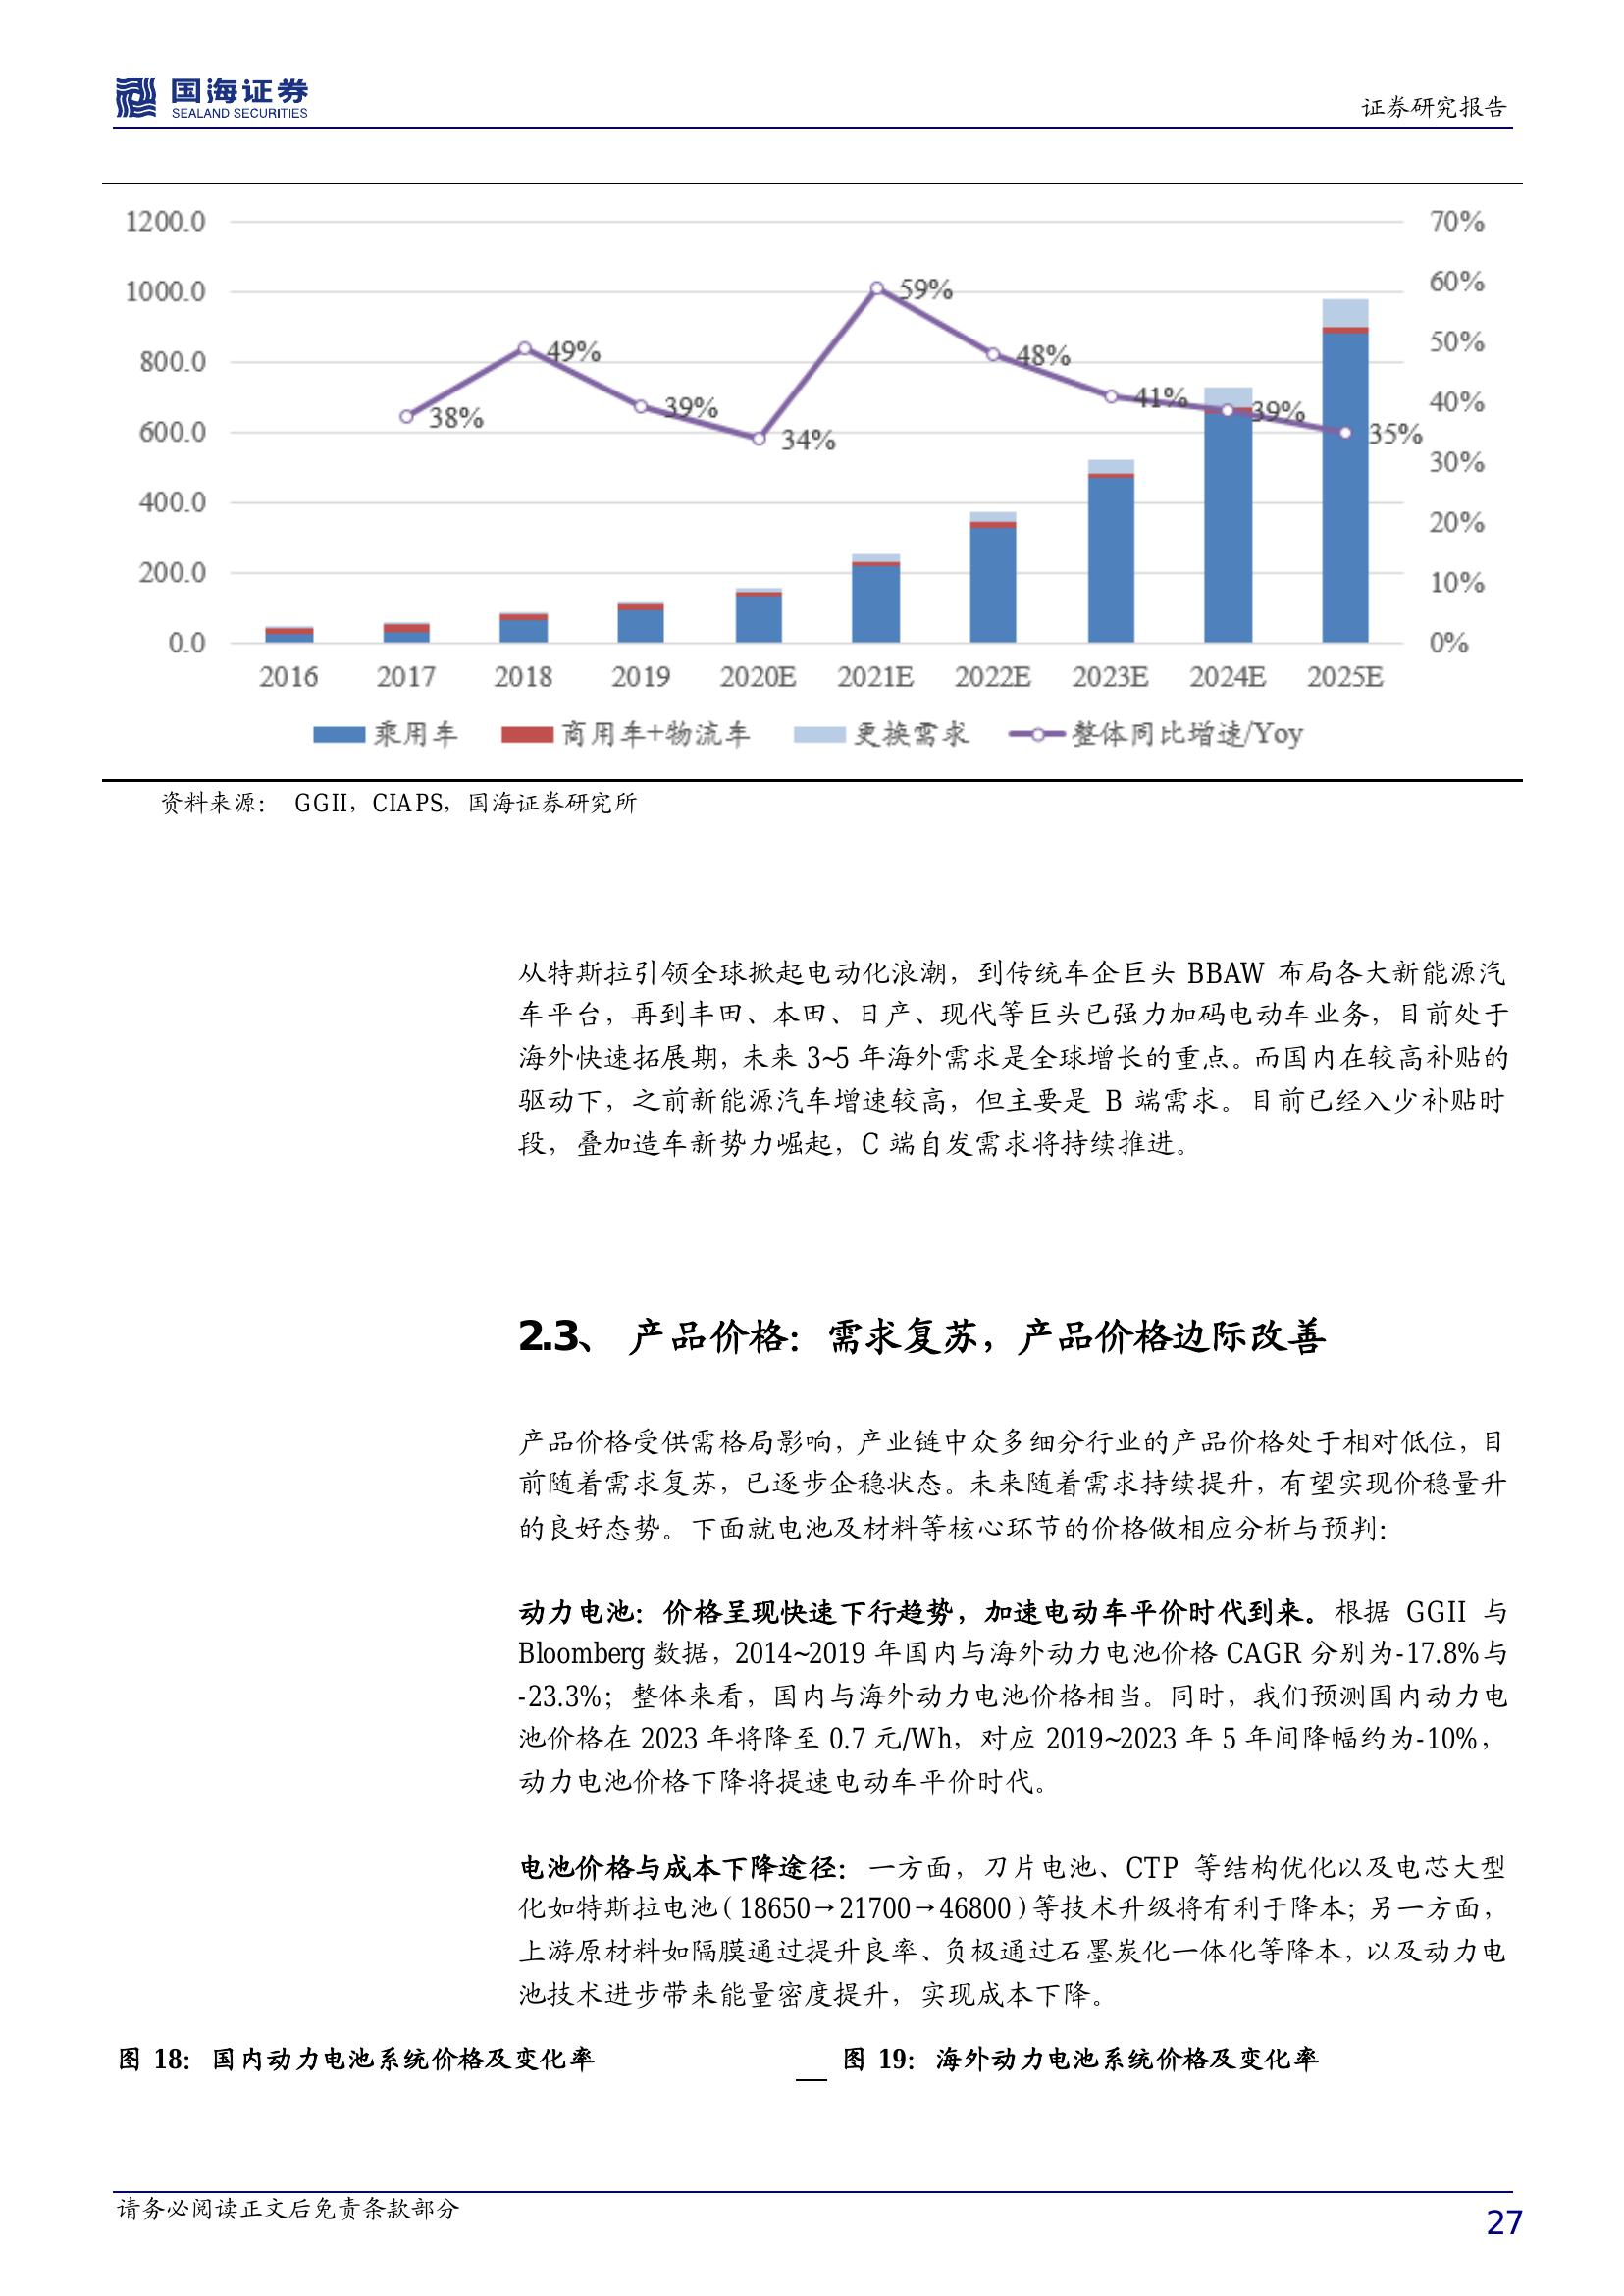 国海证券
SEALAND SECURITIES
证券研究报告
1200.0
1000.0
800.0
600.0
400.0
200.0
0.0
70%
60%
50%
40%
30%
20%
10%
0%
38%
49%
39%
34%
59%
48%
41%
39%
35%
2016 2017 2018 2019 2020E 2021E 2022E 2023E 2024E 2025E
乘用车 商用车+物流车 更换需求 整体同比增速/Yoy
资料来源： GGII，CIAPS，国海证券研究所
从特斯拉引领全球掀起电动化浪潮，到传统车企巨头 BBAW 布局各大新能源汽
车平台，再到丰田、本田、日产、现代等巨头已强力加码电动车业务，目前处于
海外快速拓展期，未来 3~5 年海外需求是全球增长的重点。而国内在较高补贴的
驱动下，之前新能源汽车增速较高，但主要是 B 端需求。目前已经入少补贴时
段，叠加造车新势力崛起，C 端自发需求将持续推进。
2.3、 产品价格：需求复苏，产品价格边际改善
产品价格受供需格局影响，产业链中众多细分行业的产品价格处于相对低位，目
前随着需求复苏，已逐步企稳状态。未来随着需求持续提升，有望实现价稳量升
的良好态势。下面就电池及材料等核心环节的价格做相应分析与预判：
动力电池：价格呈现快速下行趋势，加速电动车平价时代到来。根据 GGII 与
Bloomberg 数据，2014~2019 年国内与海外动力电池价格 CAGR 分别为-17.8%与
-23.3%；整体来看，国内与海外动力电池价格相当。同时，我们预测国内动力电
池价格在 2023 年将降至 0.7 元/Wh，对应 2019~2023 年 5 年间降幅约为-10%，
动力电池价格下降将提速电动车平价时代。
电池价格与成本下降途径：一方面，刀片电池、CTP 等结构优化以及电芯大型
化如特斯拉电池（18650→21700→46800）等技术升级将有利于降本；另一方面，
上游原材料如隔膜通过提升良率、负极通过石墨炭化一体化等降本，以及动力电
池技术进步带来能量密度提升，实现成本下降。
图 18：国内动力电池系统价格及变化率
图 19：海外动力电池系统价格及变化率
请务必阅读正文后免责条款部分
27